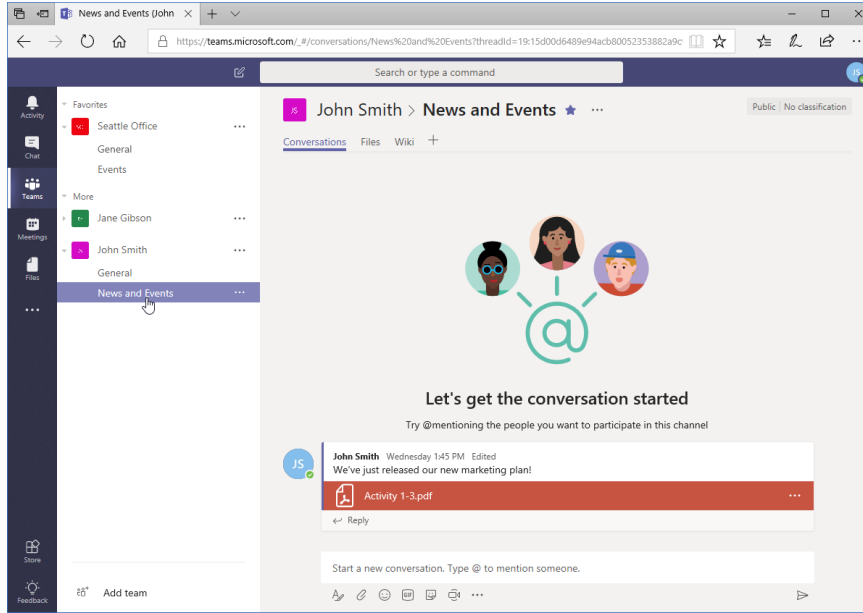 News and Events (John
https://teams.microsoft.com/_#/conversations/News%20and%20Events?threadId=19:15d00d6489e94acb80052353882a9c
Search or type a command
JS
Activity
Chat
Teams
Meetings
Files
Store
Feedback
Favorites
Seattle Office
General
Events
More
Jane Gibson
John Smith
General
News and Events
Add team
JS
John Smith > News and Events
Public | No classification
Conversations Files Wiki
@
Let's get the conversation started
Try @mentioning the people you want to participate in this channel
JS
John Smith Wednesday 1:45 PM Edited
We've just released our new marketing plan!
Activity 1-3.pdf
Reply
Start a new conversation. Type @ to mention someone.
GIF